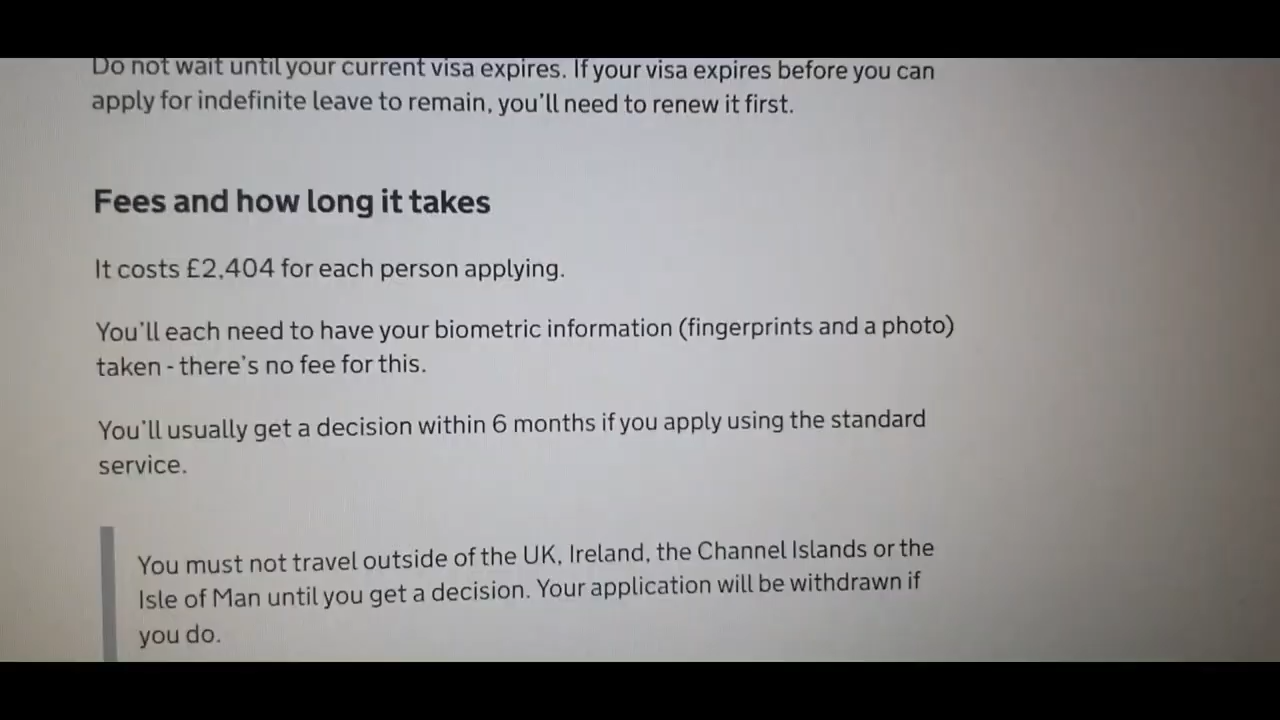 Do not wait until your current visa expires. If your visa expires before you can
apply for indefinite leave to remain, you'll need to renew it first.
Fees and how long it takes
It costs £2,404 for each person applying.
You'll each need to have your biometric information (fingerprints and a photo)
taken - there's no fee for this.
You'll usually get a decision within 6 months if you apply using the standard
service.
You must not travel outside of the UK, Ireland, the Channel Islands or the
Isle of Man until you get a decision. Your application will be withdrawn if
you do.